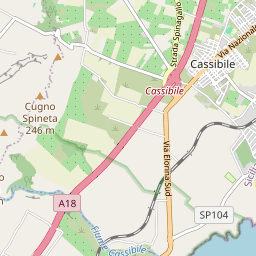 Strada Spinagallo
Via Nazionale
Cassibile
Cassibile
Cugno
Spineta
246 m
Via Elorina Sud
A18
SP104
Fiume Cassibile